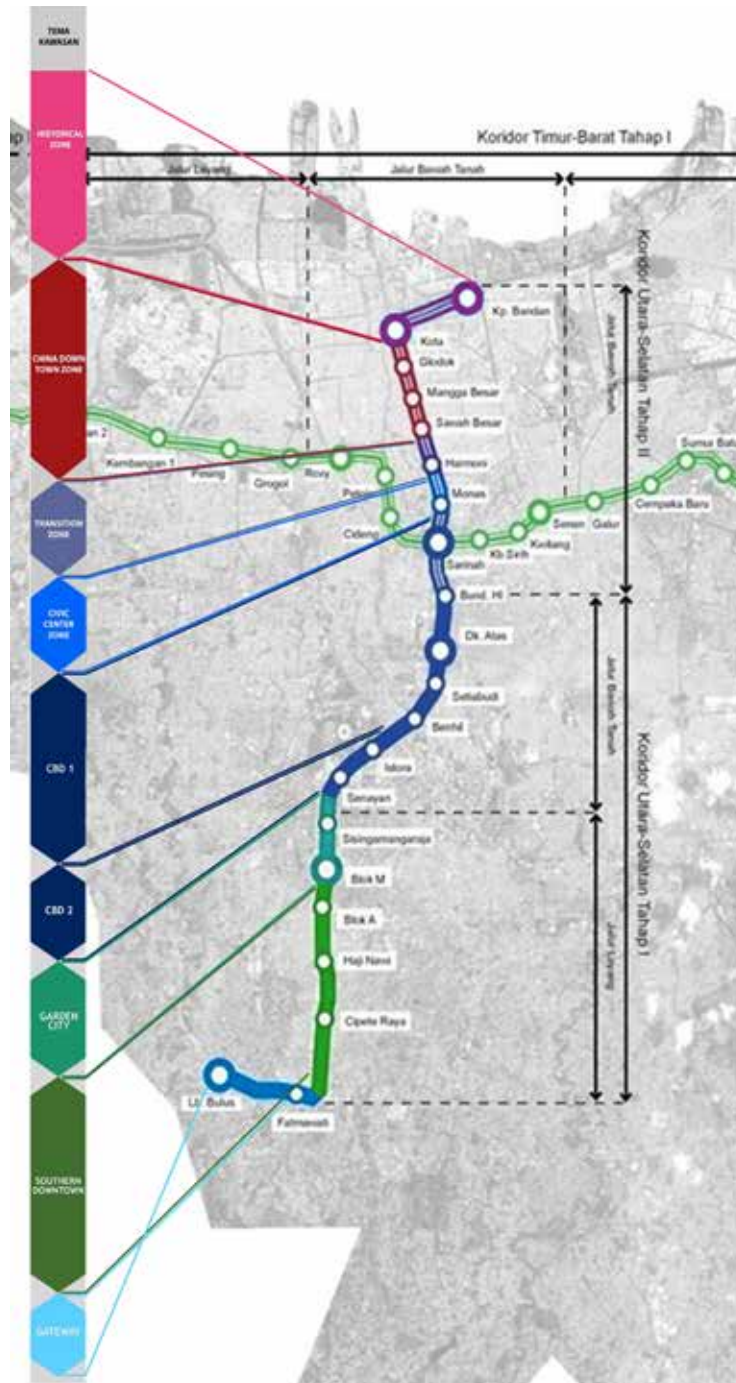 TEMA
KAWASAN
HISTORICAL
ZONE
Koridor Timur-Barat Tahap I
Jalur Layang
Jalur Bawah Tanah
Koridor Utara-Selatan Tahap II
Jalur Bawah Tanah
Kp. Bandan
Kota
Glodok
CHINA DOWN
TOWN ZONE
Mangga Besar
Sawah Besar
Harmoni
Kembangan 1
Grogol
Roxy
Monas
Cideng
Sarinah
Kb.Sirih
Kwitang
Senen
Galur
Cempaka Baru
TRANSITION
ZONE
CIVIC
CENTER
ZONE
Bund. HI
Dk. Atas
Setiabudi
Benhil
Istora
Senayan
Jalur Bawah Tanah
Koridor Utara-Selatan Tahap I
CBD 1
Sisingamangaraja
Blok M
CBD 2
Blok A
Haji Nawi
Jalur Layang
GARDEN
CITY
Cipete Raya
Lb. Bulus
Fatmawati
SOUTHERN
DOWNTOWN
GATEWAY